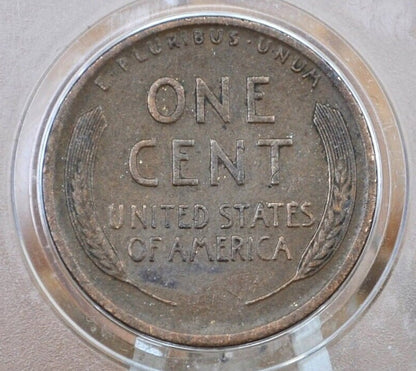 E·PLURIBUS·UNUM
ONE
CENT
UNITED STATES
OF AMERICA